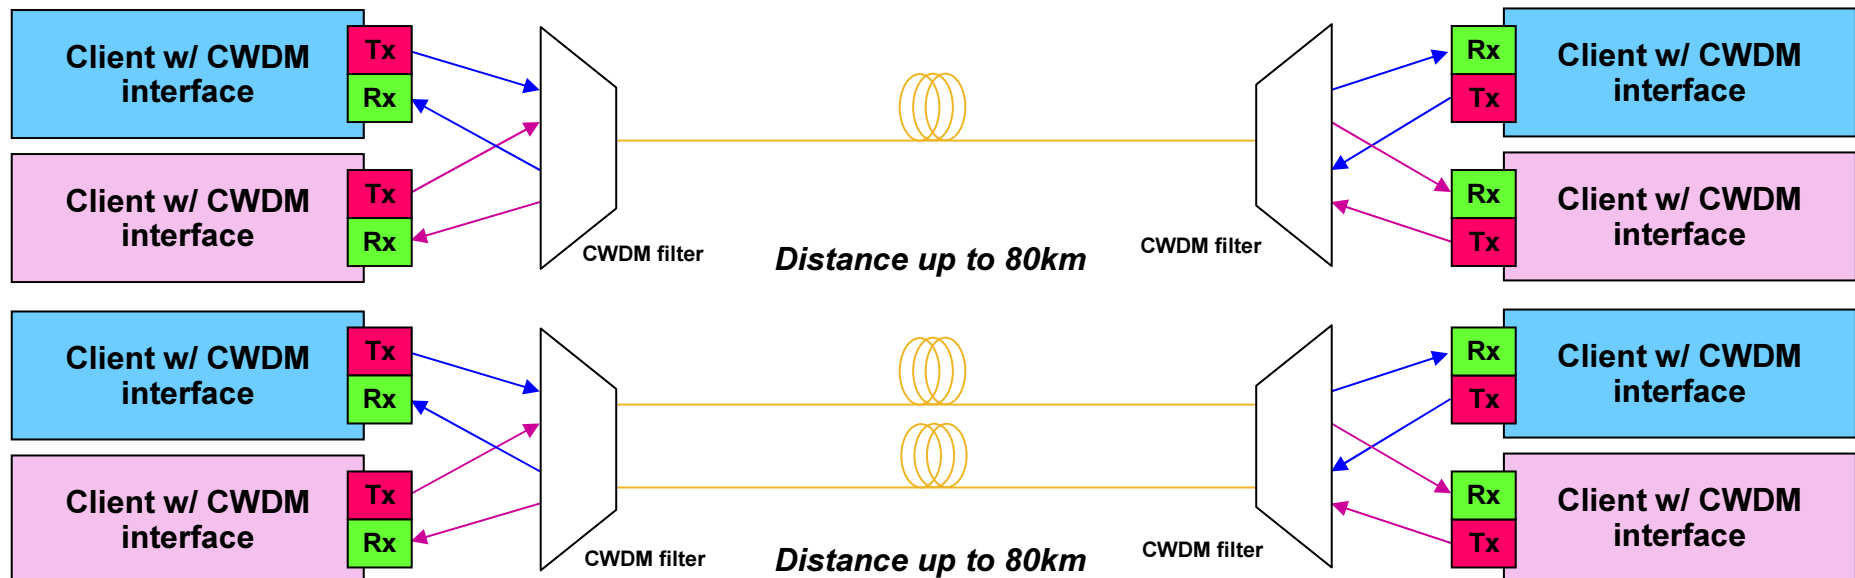 Client w/ CWDM
interface
Tx
Rx
Rx
Tx
Client w/ CWDM
interface
Client w/ CWDM
interface
Tx
Rx
Rx
Tx
Client w/ CWDM
interface
CWDM filter
Distance up to 80km
CWDM filter
Client w/ CWDM
interface
Tx
Rx
Rx
Tx
Client w/ CWDM
interface
Client w/ CWDM
interface
Tx
Rx
Rx
Tx
Client w/ CWDM
interface
CWDM filter
Distance up to 80km
CWDM filter